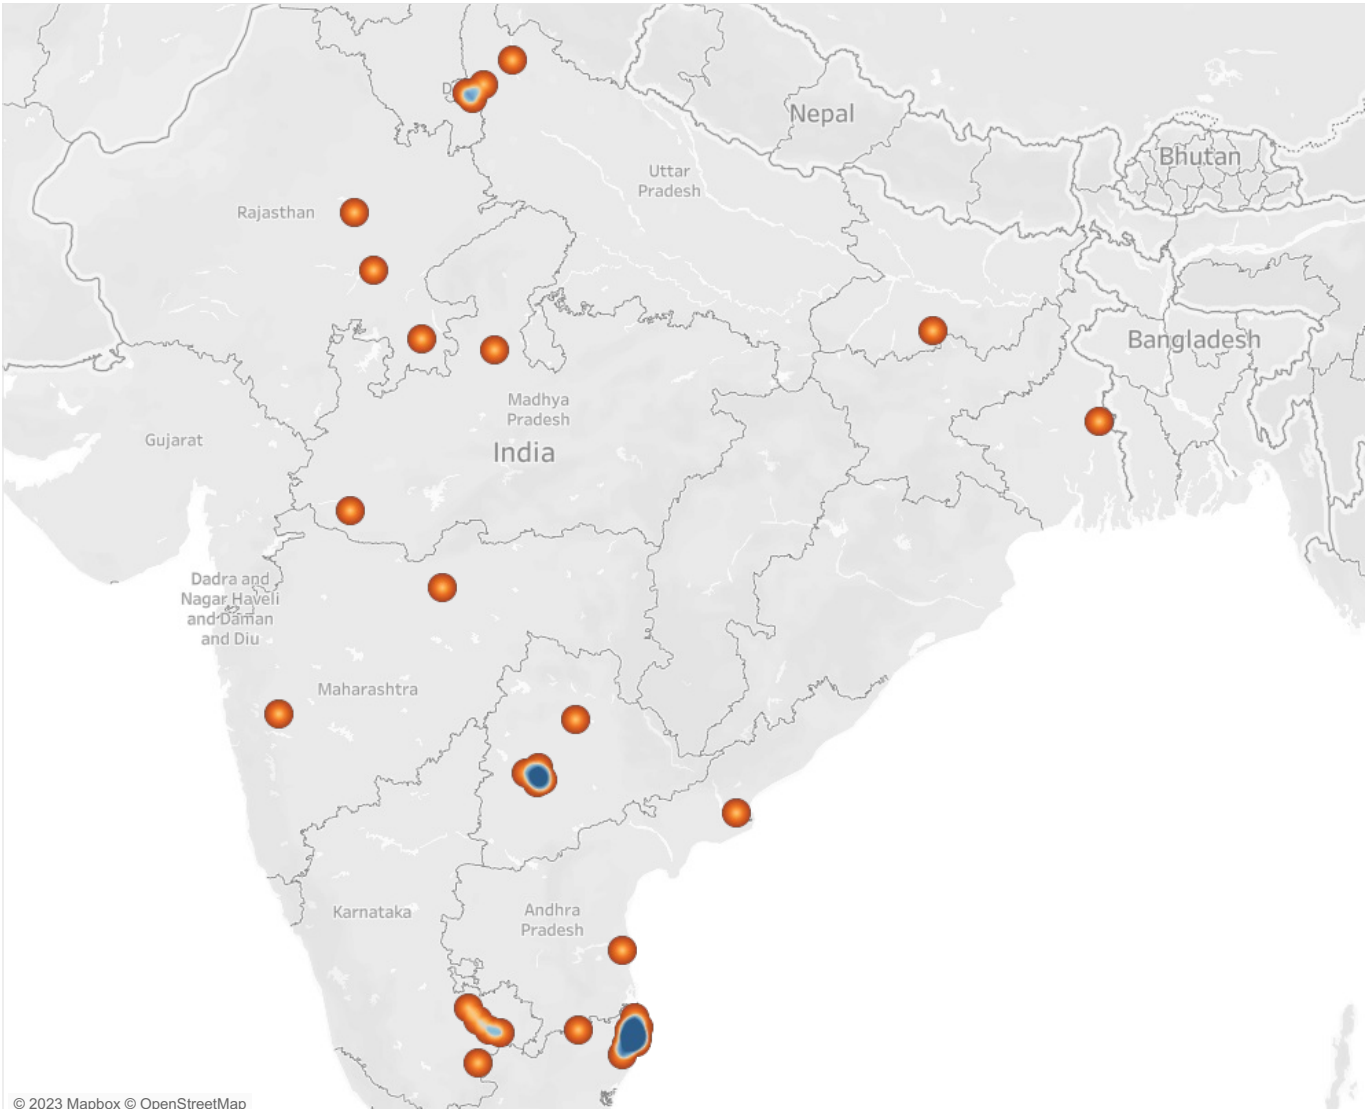 Nepal
Bhutan
Uttar
Pradesh
Rajasthan
Bangladesh
Madhya
Pradesh
Gujarat
India
Dadra and
Nagar Haveli
and Daman
and Diu
Maharashtra
Karnataka
Andhra
Pradesh
© 2023 Mapbox © OpenStreetMap